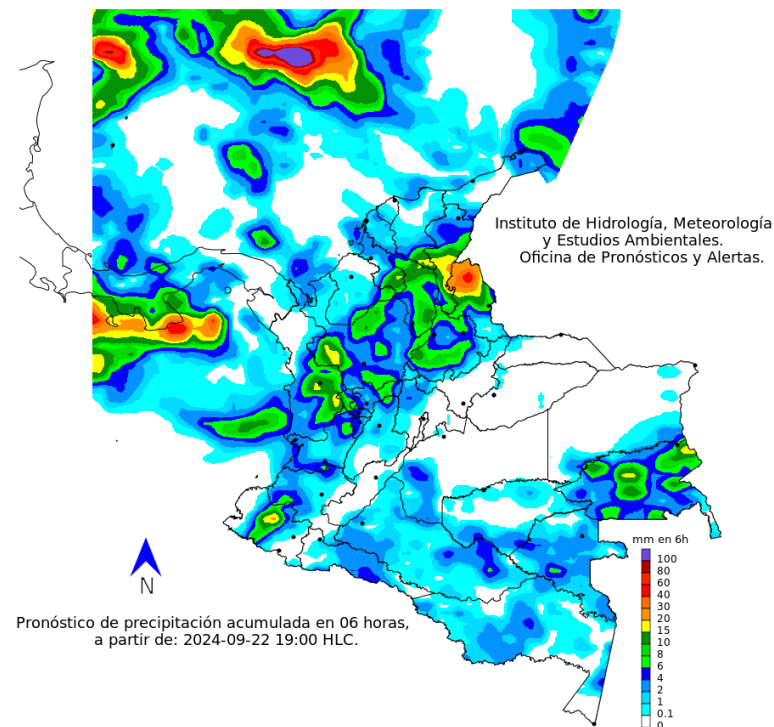 Instituto de Hidrología, Meteorología
y Estudios Ambientales.
Oficina de Pronósticos y Alertas.
mm en 6h
100
80
60
40
30
20
15
10
8
6
4
2
1
0.1
0
N
Pronóstico de precipitación acumulada en 06 horas,
a partir de: 2024-09-22 19:00 HLC.